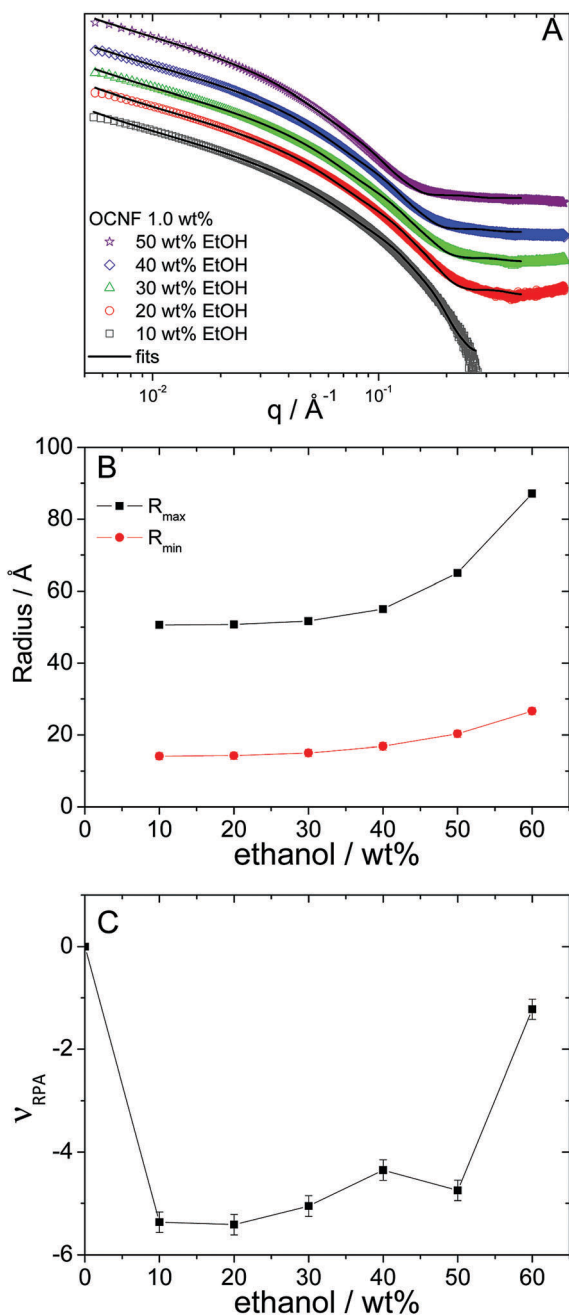 A
OCNF 1.0 wt%
50 wt% EtOH
40 wt% EtOH
30 wt% EtOH
20 wt% EtOH
10 wt% EtOH
fits
10⁻² 10⁻¹
q / Å⁻¹
B
R_max
R_min
100
80
60
40
20
0
Radius / Å
0 10 20 30 40 50 60
ethanol / wt%
C
0
-2
-4
-6
ν_RPA
0 10 20 30 40 50 60
ethanol / wt%